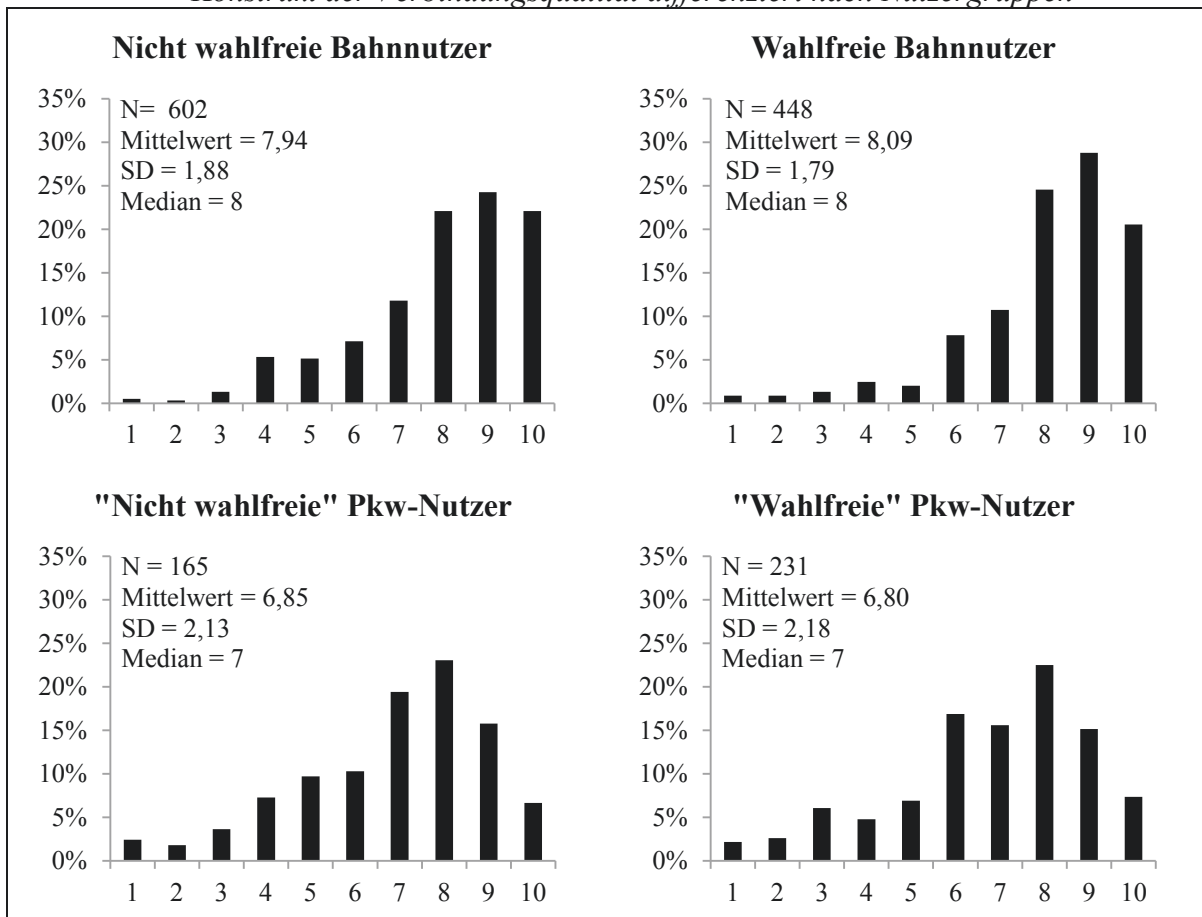 Konstrukt der Verbindungsqualität differenziert nach Nutzergruppen
Nicht wahlfreie Bahnnutzer
35%
30%
25%
20%
15%
10%
5%
0%
N= 602
Mittelwert = 7,94
SD = 1,88
Median = 8
1 2 3 4 5 6 7 8 9 10
Wahlfreie Bahnnutzer
35%
30%
25%
20%
15%
10%
5%
0%
N = 448
Mittelwert = 8,09
SD = 1,79
Median = 8
1 2 3 4 5 6 7 8 9 10
"Nicht wahlfreie" Pkw-Nutzer
35%
30%
25%
20%
15%
10%
5%
0%
N = 165
Mittelwert = 6,85
SD = 2,13
Median = 7
1 2 3 4 5 6 7 8 9 10
"Wahlfreie" Pkw-Nutzer
35%
30%
25%
20%
15%
10%
5%
0%
N = 231
Mittelwert = 6,80
SD = 2,18
Median = 7
1 2 3 4 5 6 7 8 9 10